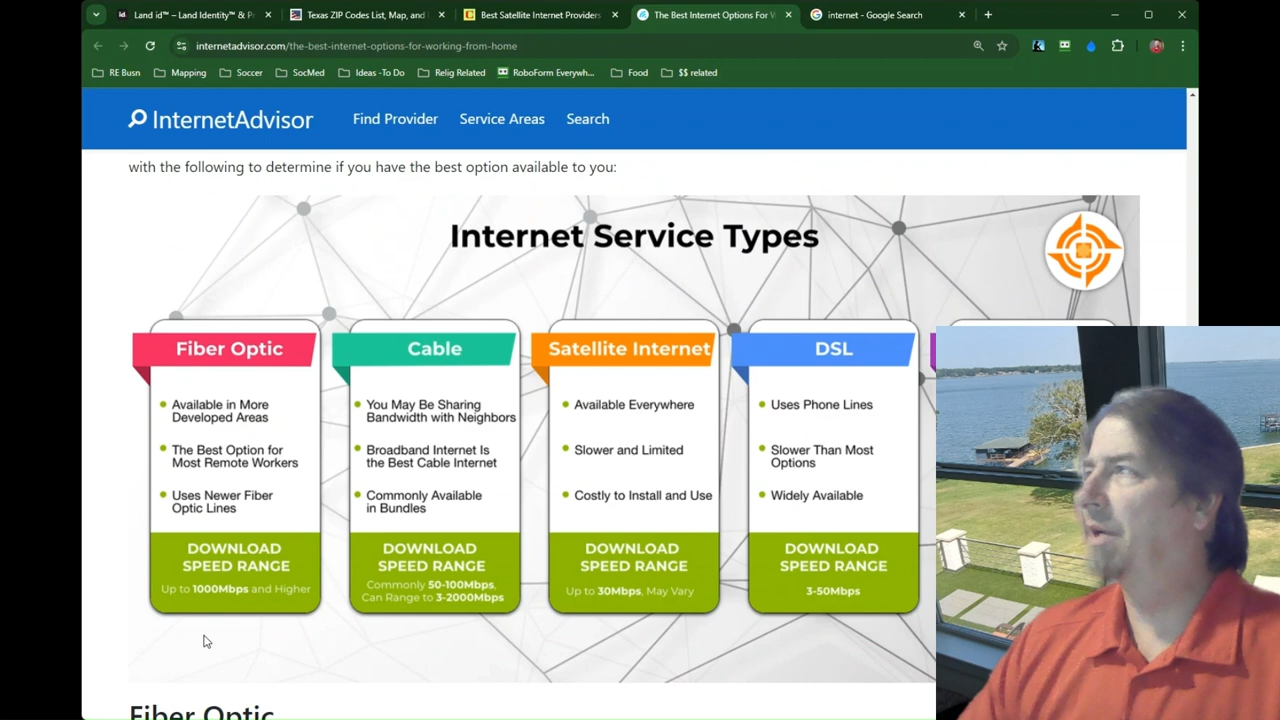 Land id™ – Land Identity™ & P
Texas ZIP Codes List, Map, and
Best Satellite Internet Providers
The Best Internet Options For W
internet - Google Search
internetadvisor.com/the-best-internet-options-for-working-from-home
RE Busn
Mapping
Soccer
SocMed
Ideas -To Do
Relig Related
RoboForm Everywh...
Food
$$ related
InternetAdvisor
Find Provider
Service Areas
Search
with the following to determine if you have the best option available to you:
Internet Service Types
Fiber Optic
Available in More
Developed Areas
The Best Option for
Most Remote Workers
Uses Newer Fiber
Optic Lines
DOWNLOAD
SPEED RANGE
Up to 1000Mbps and Higher
Cable
You May Be Sharing
Bandwidth with Neighbors
Broadband Internet Is
the Best Cable Internet
Commonly Available
in Bundles
DOWNLOAD
SPEED RANGE
Commonly 50-100Mbps,
Can Range to 3-2000Mbps
Satellite Internet
Available Everywhere
Slower and Limited
Costly to Install and Use
DOWNLOAD
SPEED RANGE
Up to 30Mbps, May Vary
DSL
Uses Phone Lines
Slower Than Most
Options
Widely Available
DOWNLOAD
SPEED RANGE
3-50Mbps
Fiber Optic